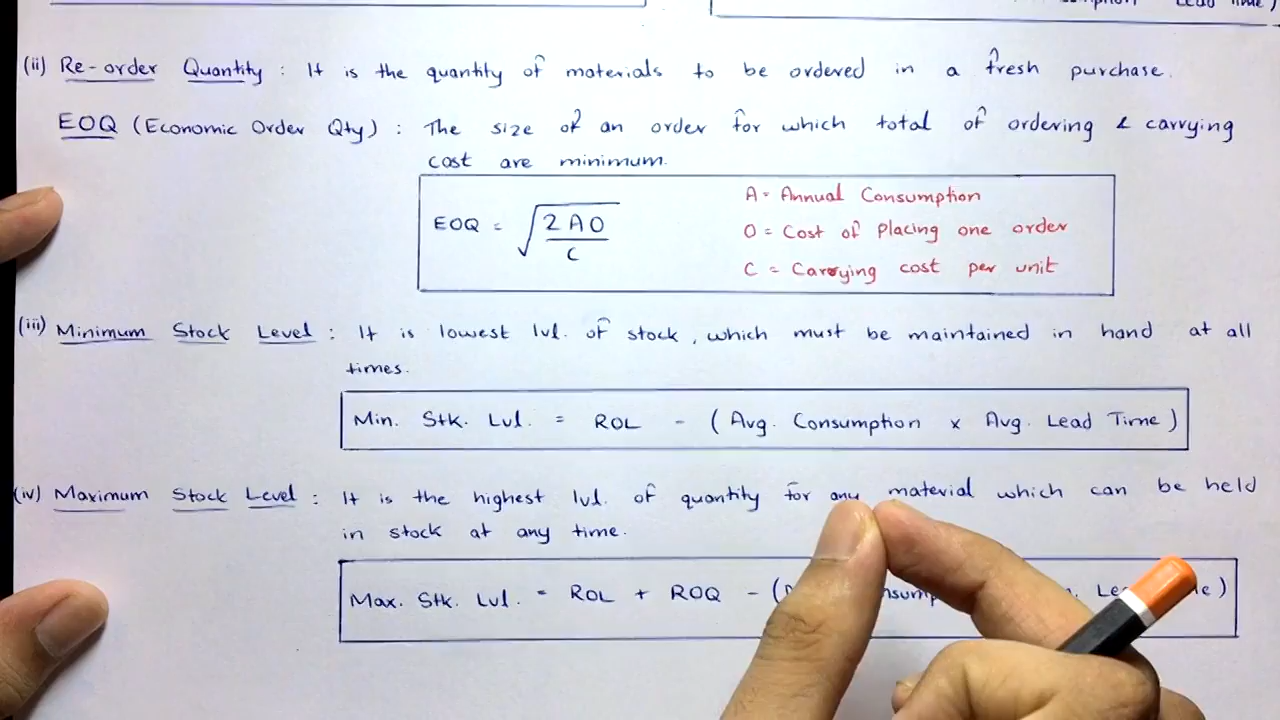 Lead Time)
(ii) Re-order Quantity : It is the quantity of materials to be ordered in a fresh purchase.
EOQ (Economic Order Qty) : The size of an order for which total of ordering & carrying
cost are minimum.
EOQ = √ 2AO / C
A = Annual Consumption
O = Cost of placing one order
C = Carrying cost per unit
(iii) Minimum Stock Level : It is lowest lvl. of stock, which must be maintained in hand at all
times.
Min. Stk. Lvl. = ROL - (Avg. Consumption x Avg. Lead Time)
(iv) Maximum Stock Level : It is the highest lvl. of quantity for any material which can be held
in stock at any time.
Max. Stk. Lvl. = ROL + ROQ - (